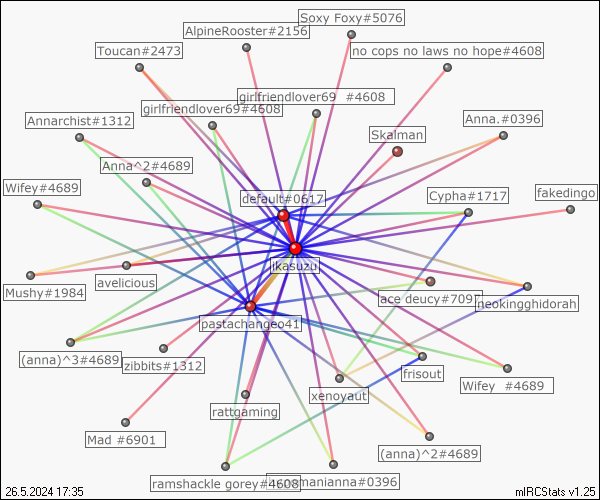 Soxy Foxy#5076
AlpineRooster#2156
Toucan#2473
no cops no laws no hope#4608
girlfriendlover69 #4608
girlfriendlover69#4608
Annarchist#1312
Anna.#0396
Skalman
Anna^2#4689
Wifey#4689
default#0617
Cypha#1717
fakedingo
jikasuzu
avelicious
Mushy#1984
ace deucy#7097
neokingghidorah
pastachangeo41
(anna)^3#4689
zibbits#1312
frisout
Wifey #4689
xenoyaut
rattgaming
Mad #6901
(anna)^2#4689
ramshackle gorey#4608
manianna#0396
26.5.2024 17:35
mIRCStats v1.25